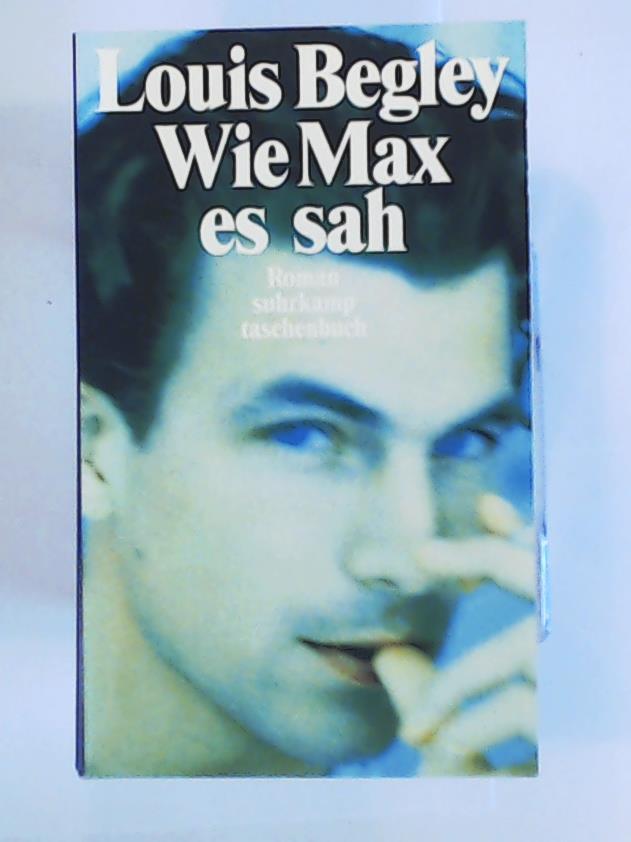 Louis Begley
Wie Max
es sah
Roman
suhrkamp
taschenbuch